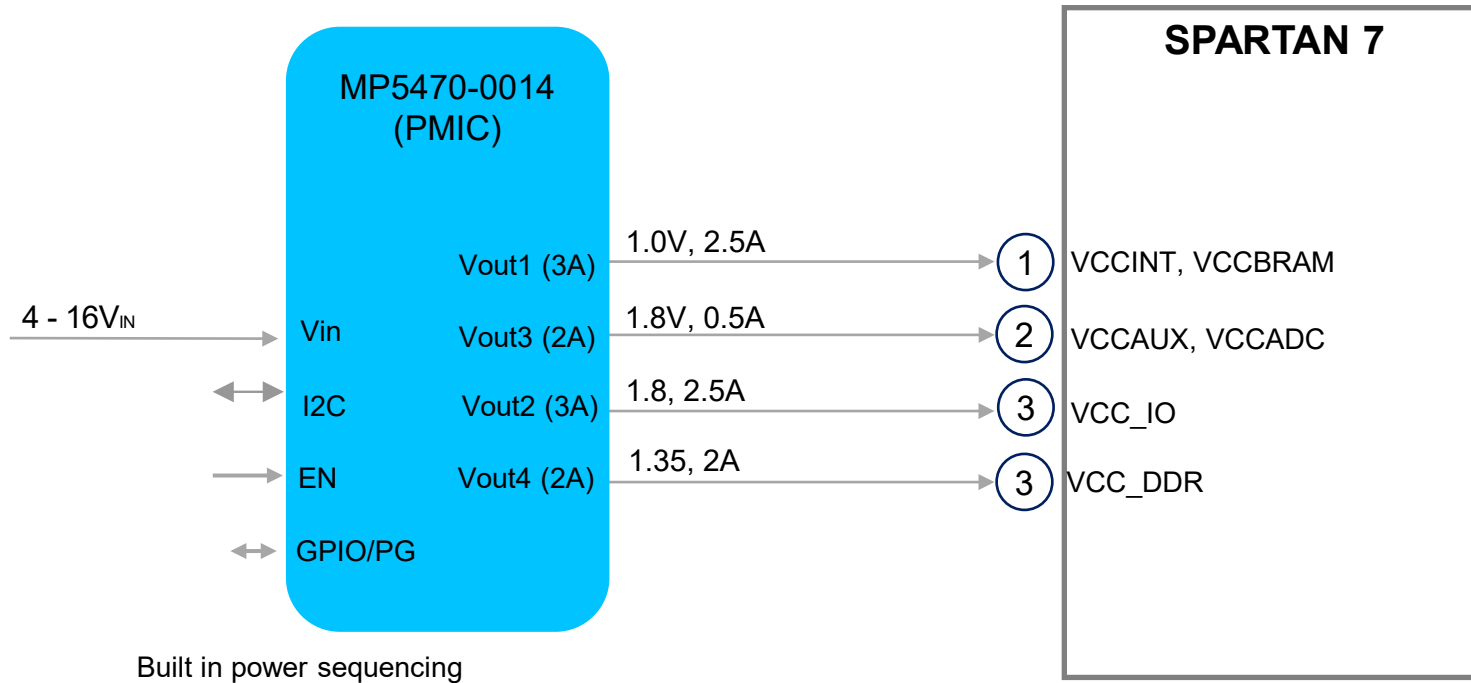 SPARTAN 7
MP5470-0014
(PMIC)
4 - 16VIN
Vin
I2C
EN
GPIO/PG
Vout1 (3A)
Vout3 (2A)
Vout2 (3A)
Vout4 (2A)
1.0V, 2.5A
1.8V, 0.5A
1.8, 2.5A
1.35, 2A
1
2
3
3
VCCINT, VCCBRAM
VCCAUX, VCCADC
VCC_IO
VCC_DDR
Built in power sequencing